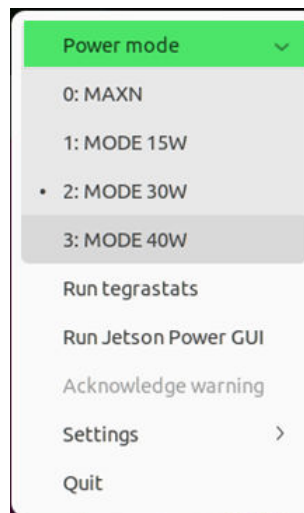 Power mode
0: MAXN
1: MODE 15W
• 2: MODE 30W
3: MODE 40W
Run tegrastats
Run Jetson Power GUI
Acknowledge warning
Settings
Quit